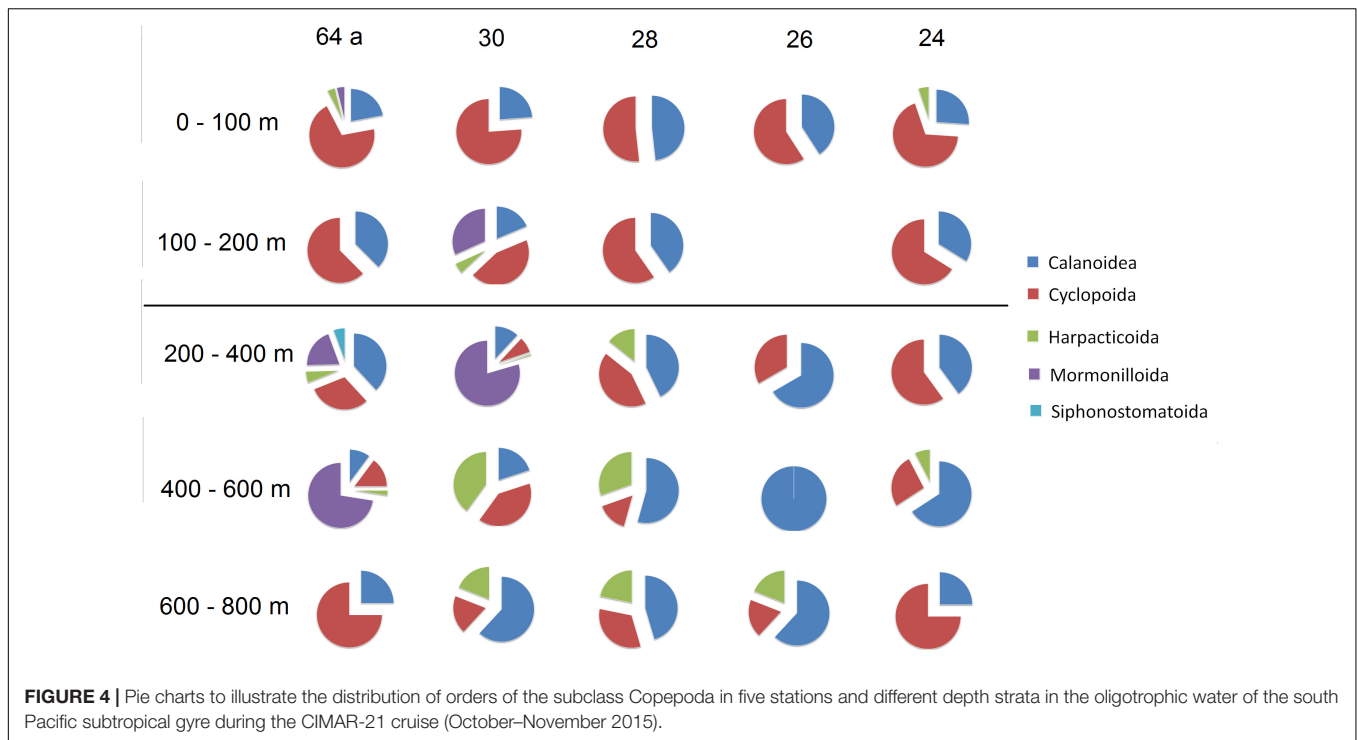 64 a 30 28 26 24
0 - 100 m
100 - 200 m
Calanoidea
Cyclopoida
200 - 400 m
Harpacticoida
Mormonilloida
Siphonostomatoida
400 - 600 m
600 - 800 m
FIGURE 4 | Pie charts to illustrate the distribution of orders of the subclass Copepoda in five stations and different depth strata in the oligotrophic water of the south
Pacific subtropical gyre during the CIMAR-21 cruise (October–November 2015).